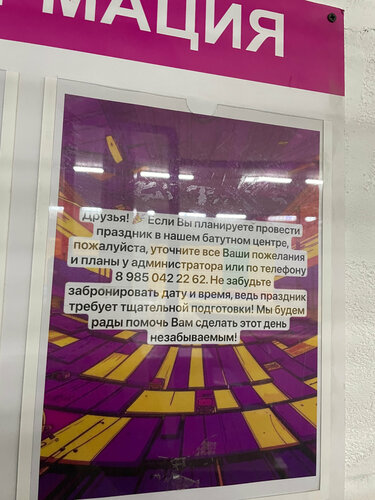 МАЦИЯ
Друзья! 🎉 Если Вы планируете провести
праздник в нашем батутном центре,
пожалуйста, уточните все Ваши пожелания
и планы у администратора или по телефону
8 985 042 22 62. Не забудьте
забронировать дату и время, ведь праздник
требует тщательной подготовки! Мы будем
рады помочь Вам сделать этот день
незабываемым!